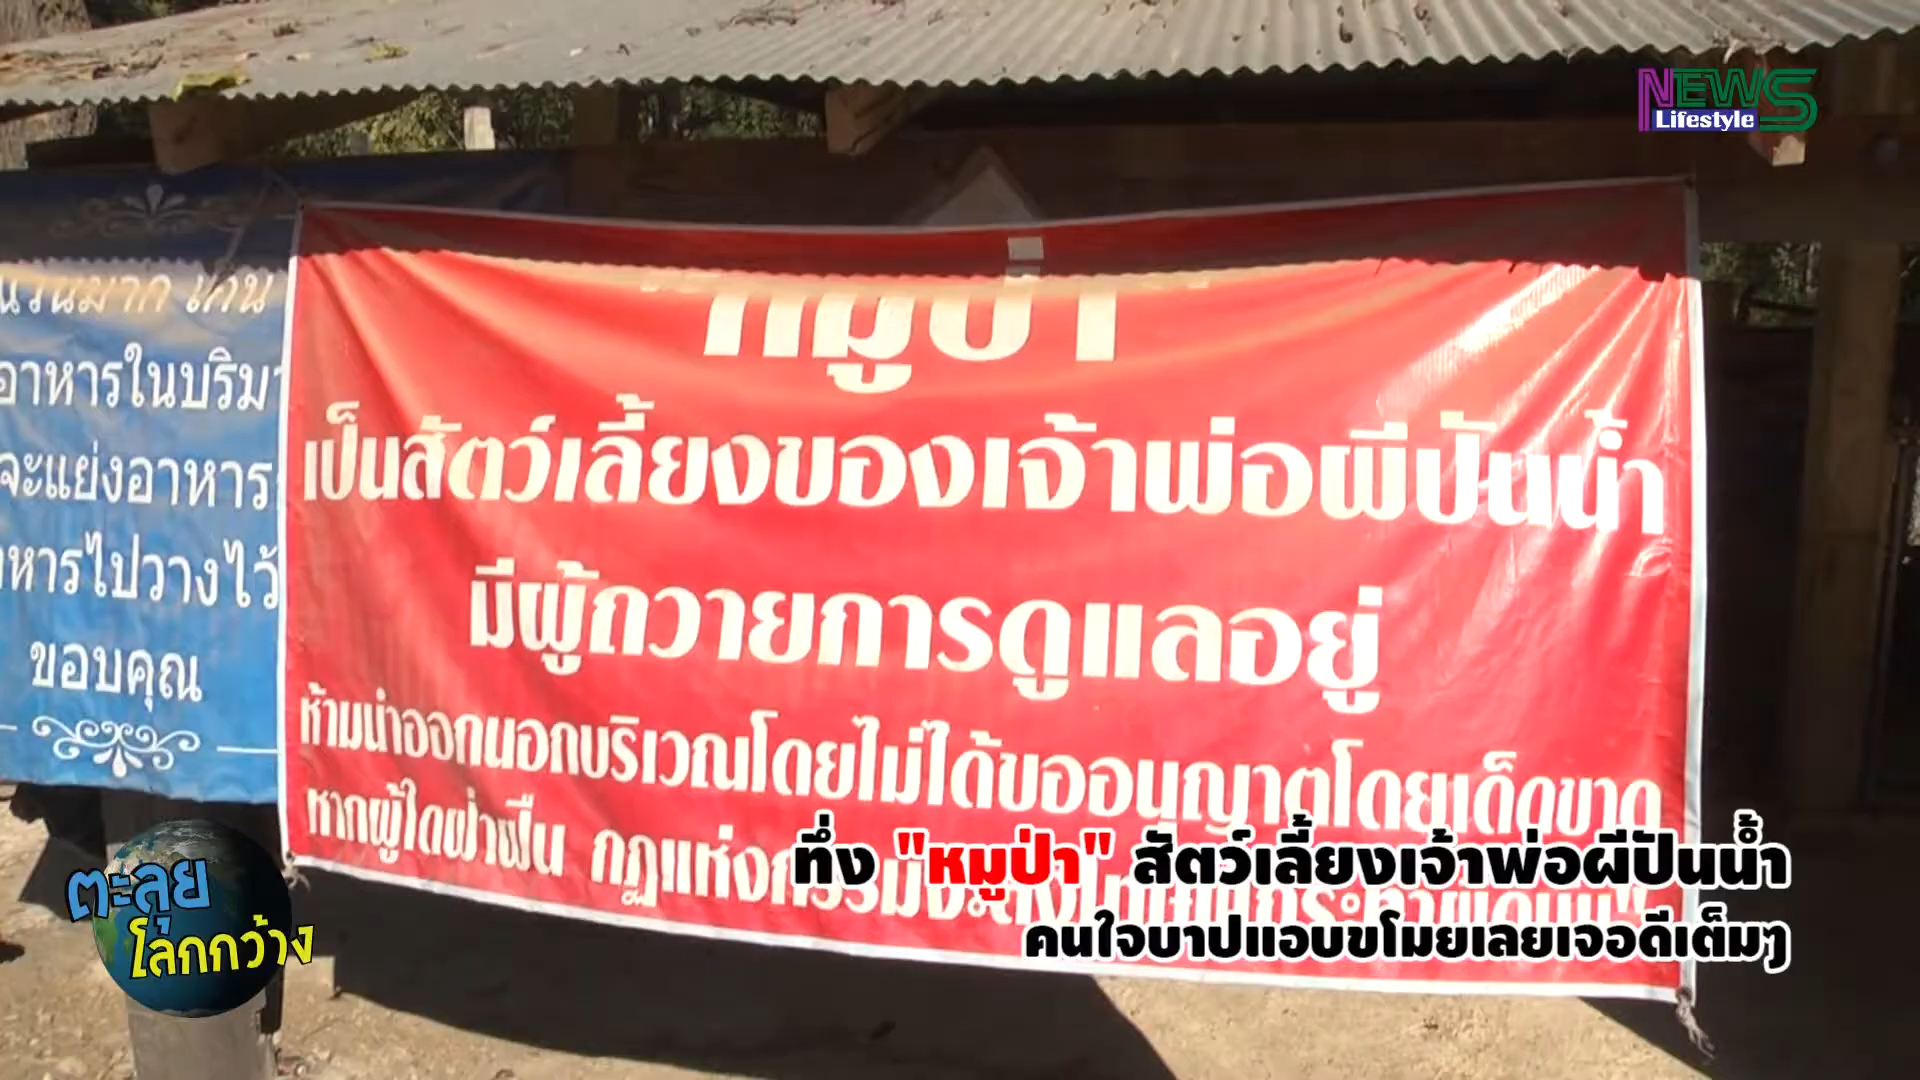 NEWS
Lifestyle
"หมูป่า"
เป็นสัตว์เลี้ยงของเจ้าพ่อผีปันน้ำ
มีผู้ถวายการดูแลอยู่
ห้ามนำออกนอกบริเวณโดยไม่ได้ขออนุญาตโดยเด็ดขาด
หากผู้ใดฝ่าฝืน กฎแห่งกรรม
อาหารในบริมา
จะแย่งอาหาร
หารไปวางไว้
ขอบคุณ
ทึ่ง "หมูป่า" สัตว์เลี้ยงเจ้าพ่อผีปันน้ำ
คนใจบาปแอบขโมยเลยเจอดีเต็มๆ
ตะลุย
โลกกว้าง